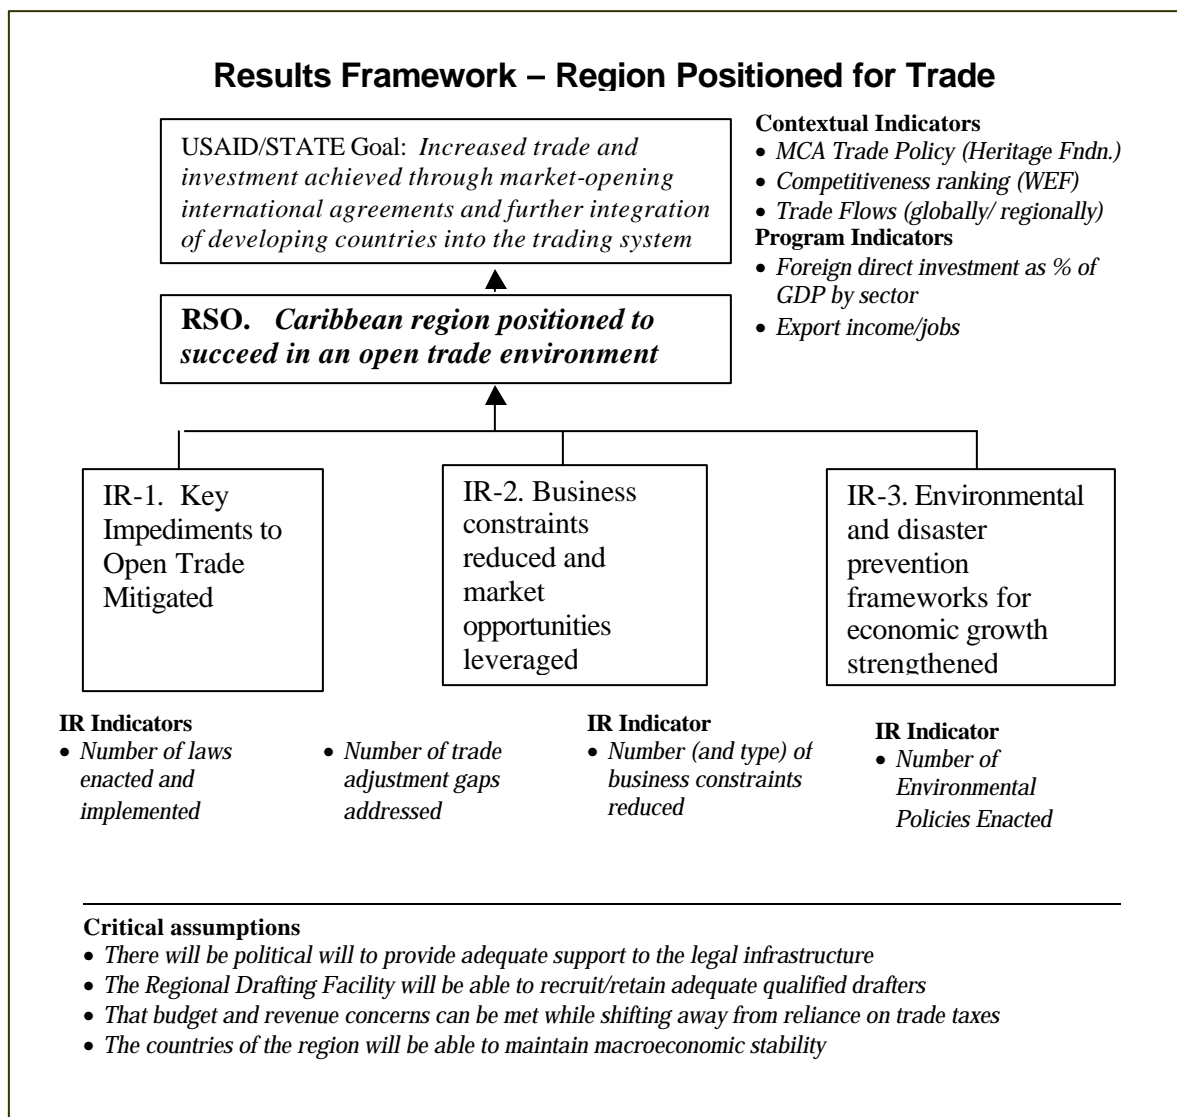 Results Framework – Region Positioned for Trade
USAID/STATE Goal: Increased trade and
investment achieved through market-opening
international agreements and further integration
of developing countries into the trading system
Contextual Indicators
• MCA Trade Policy (Heritage Fndn.)
• Competitiveness ranking (WEF)
• Trade Flows (globally/ regionally)
Program Indicators
• Foreign direct investment as % of
GDP by sector
• Export income/jobs
RSO. Caribbean region positioned to
succeed in an open trade environment
IR-1. Key
Impediments to
Open Trade
Mitigated
IR-2. Business
constraints
reduced and
market
opportunities
leveraged
IR-3. Environmental
and disaster
prevention
frameworks for
economic growth
strengthened
IR Indicators
• Number of laws
enacted and
implemented
• Number of trade
adjustment gaps
addressed
IR Indicator
• Number (and type) of
business constraints
reduced
IR Indicator
• Number of
Environmental
Policies Enacted
Critical assumptions
• There will be political will to provide adequate support to the legal infrastructure
• The Regional Drafting Facility will be able to recruit/retain adequate qualified drafters
• That budget and revenue concerns can be met while shifting away from reliance on trade taxes
• The countries of the region will be able to maintain macroeconomic stability